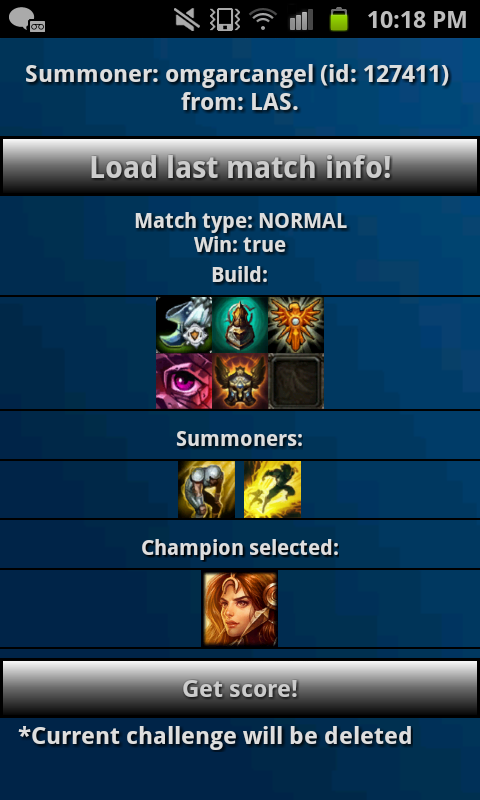 10:18 PM
Summoner: omgarcangel (id: 127411)
from: LAS.
Load last match info!
Match type: NORMAL
Win: true
Build:
Summoners:
Champion selected:
Get score!
*Current challenge will be deleted